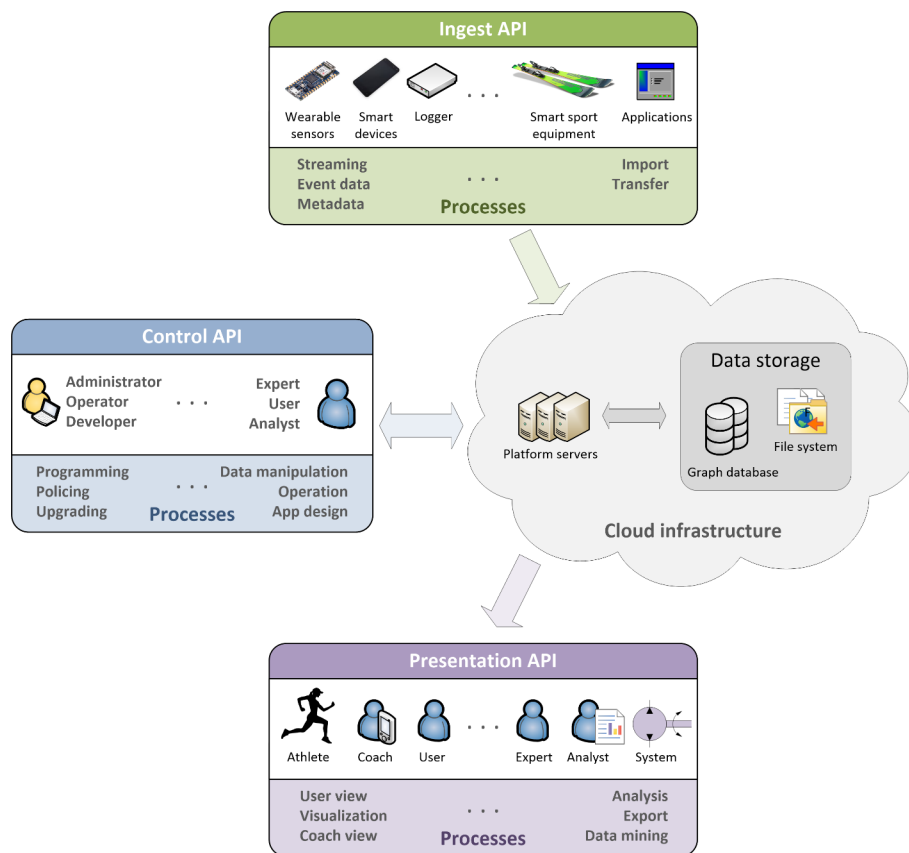 Ingest API
Wearable sensors
Smart devices
Logger
. . .
Smart sport equipment
Applications
Streaming
Event data
Metadata
. . .
Import
Transfer
Processes
Control API
Administrator
Operator
Developer
. . .
Expert
User
Analyst
Programming
Policing
Upgrading
. . .
Data manipulation
Operation
App design
Processes
Platform servers
Data storage
Graph database
File system
Cloud infrastructure
Presentation API
Athlete
Coach
User
. . .
Expert
Analyst
System
User view
Visualization
Coach view
. . .
Analysis
Export
Data mining
Processes